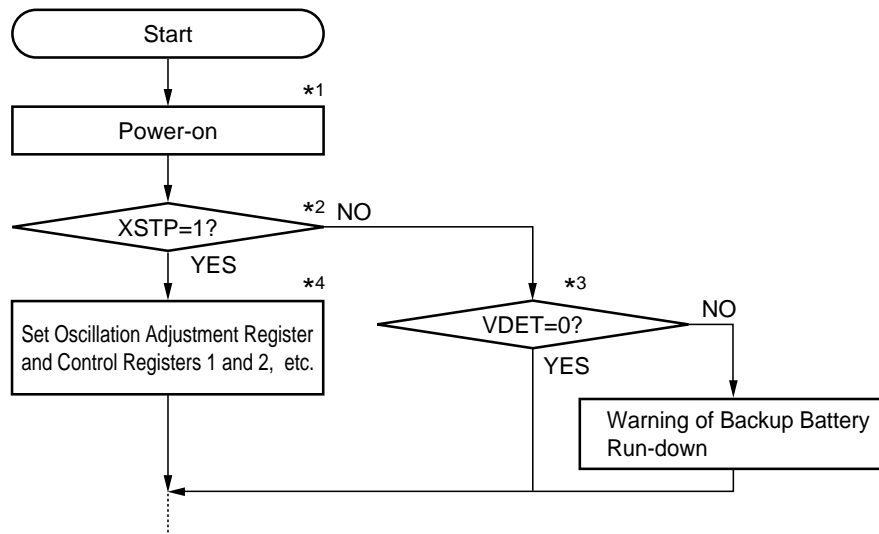 Start
*1
Power-on
*2
XSTP=1?
NO
YES
*4
Set Oscillation Adjustment Register
and Control Registers 1 and 2, etc.
*3
VDET=0?
NO
YES
Warning of Backup Battery
Run-down